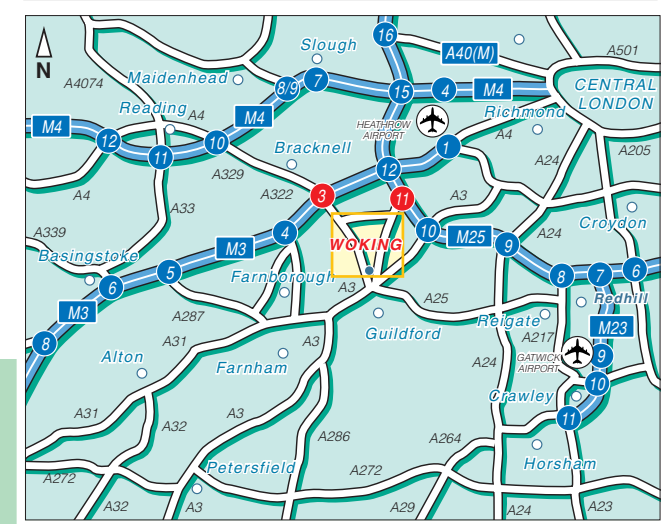 16
Slough
A40(M)
A501
N
A4074
Maidenhead
8/9
7
15
4
M4
CENTRAL
LONDON
Reading
A4
M4
M4
HEATHROW
AIRPORT
Richmond
12
11
10
Bracknell
1
A4
A24
A205
A329
12
A4
A322
3
11
A3
A33
Croydon
A339
4
WOKING
10
M25
A24
9
M3
Basingstoke
5
6
Farnborough
8
7
6
A3
A25
Redhill
M3
A287
Guildford
Reigate
A217
M23
8
A31
A3
GATWICK
AIRPORT
9
Alton
Farnham
A24
10
Crawley
A31
A32
A3
11
A286
A264
Petersfield
Horsham
A272
A272
A32
A3
A29
A24
A23